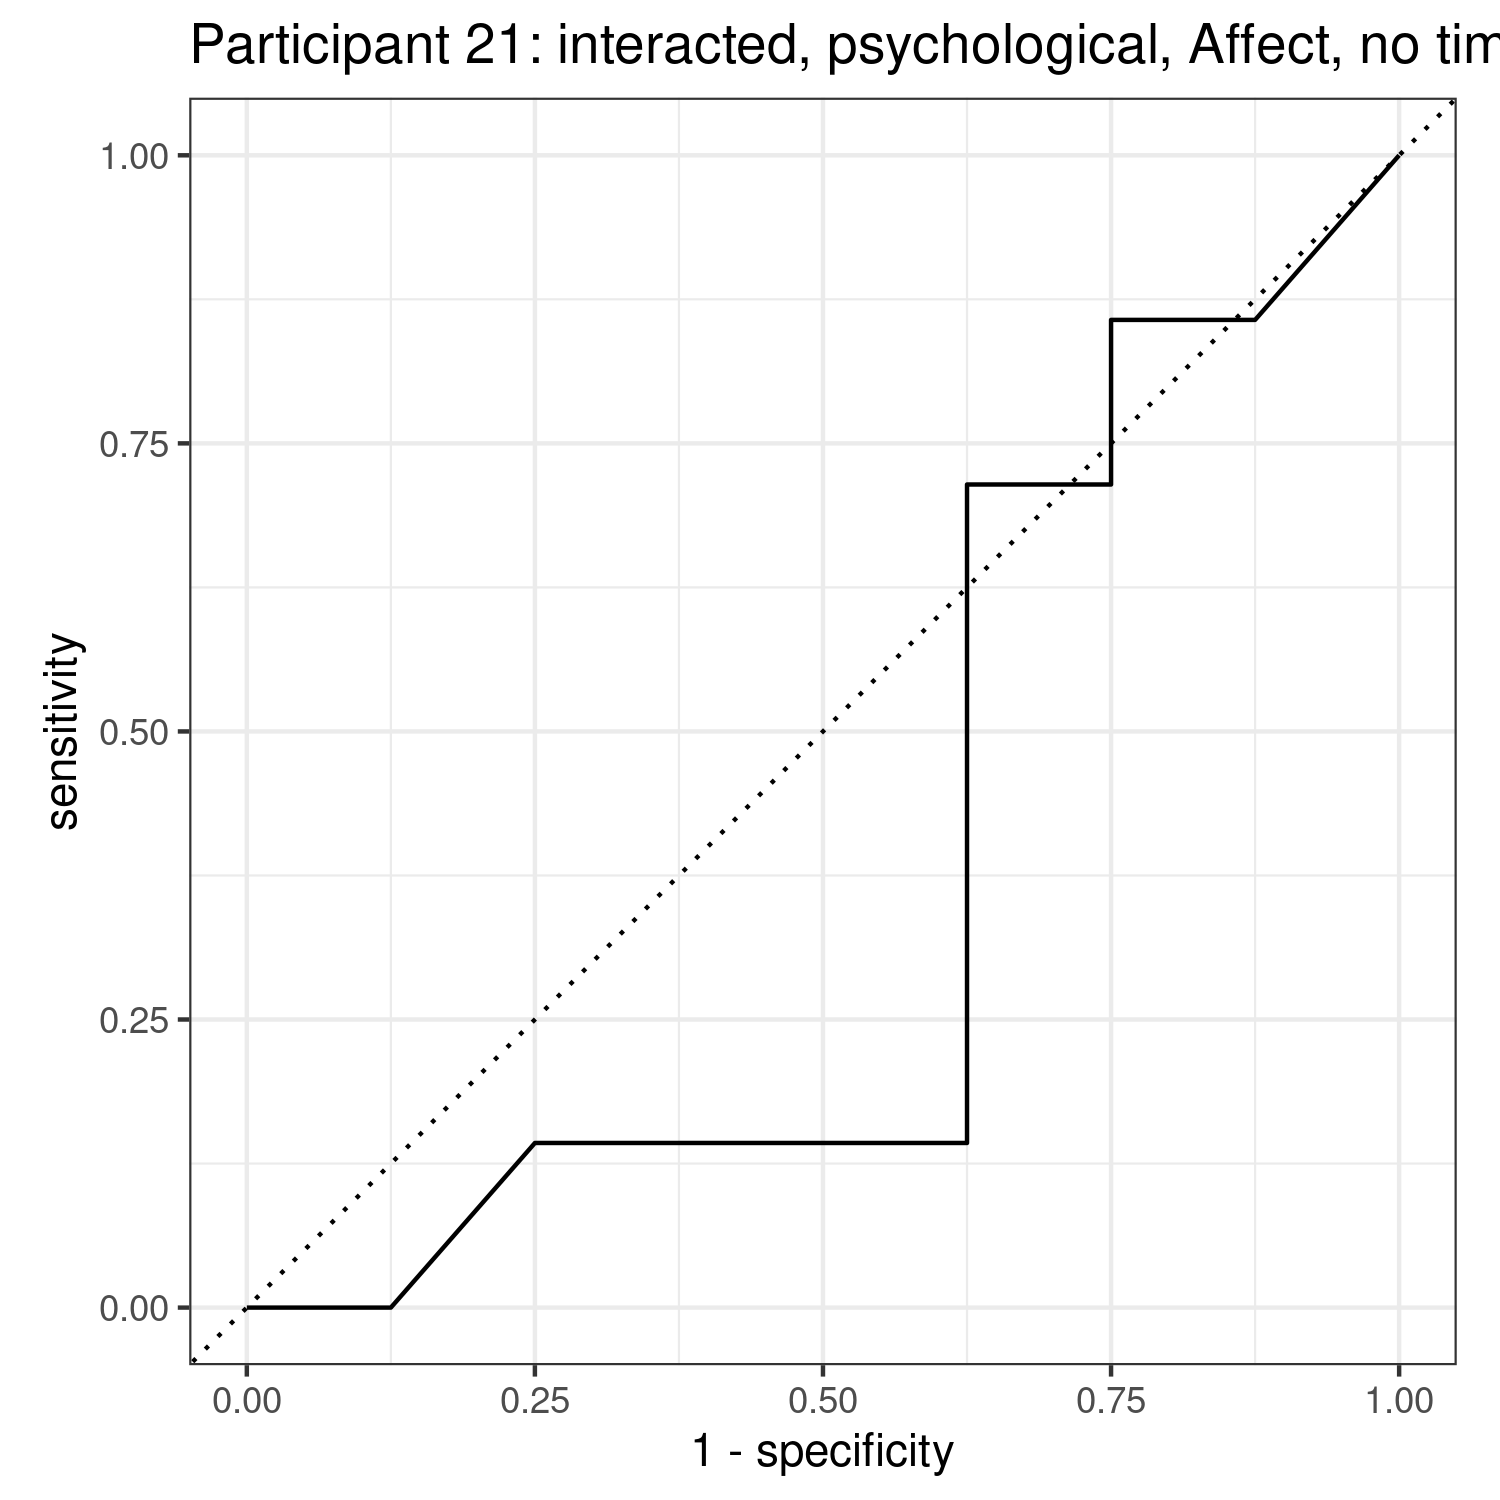 Participant 21: interacted, psychological, Affect, no tim
1.00
0.75
0.50
0.25
0.00
sensitivity
0.00 0.25 0.50 0.75 1.00
1 - specificity